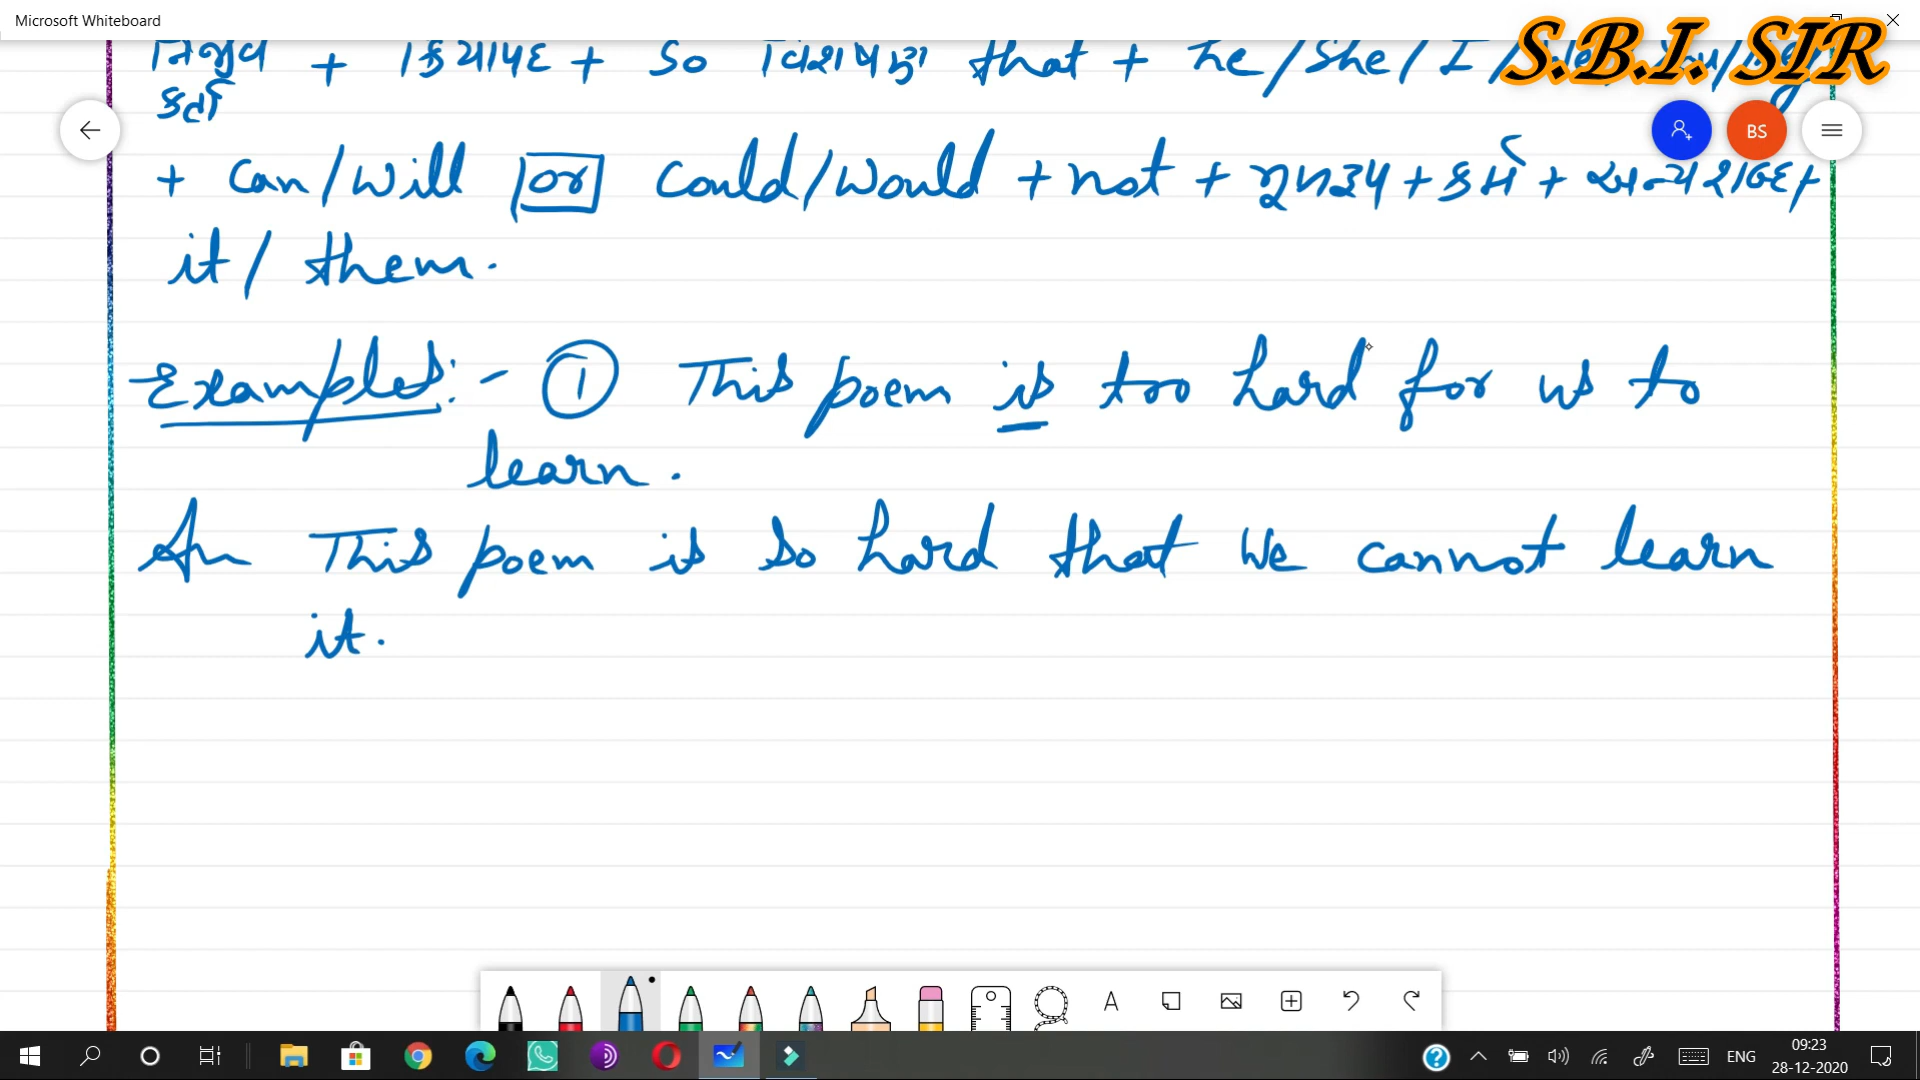 Microsoft Whiteboard
S.B.I. SIR
+ ક્રિયાપદ + So વિશેષણ that + he/She/I/
કર્તા
BS
+ Can/Will or Could/Would + not + મૂળરૂપ + કર્મ + અન્ય શબ્દો +
it/ them.
Examples:- ① This poem is too hard for us to
learn.
An This poem is so hard that We cannot learn
it.
A
ENG
09:23
28-12-2020